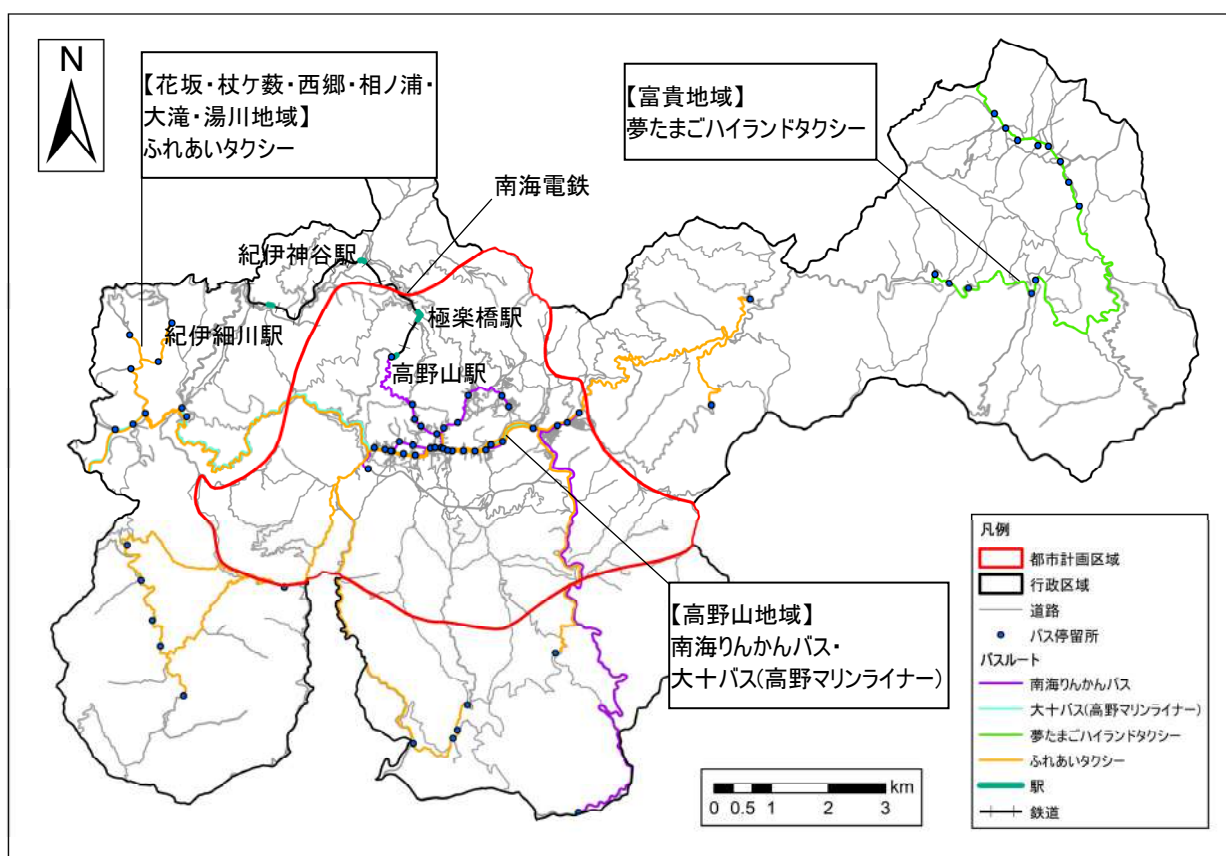 N
【花坂・杖ケ薮・西郷・相ノ浦・
大滝・湯川地域】
ふれあいタクシー
【富貴地域】
夢たまごハイランドタクシー
南海電鉄
紀伊神谷駅
紀伊細川駅
極楽橋駅
高野山駅
【高野山地域】
南海りんかんバス・
大十バス(高野マリンライナー)
凡例
都市計画区域
行政区域
道路
バス停留所
バスルート
南海りんかんバス
大十バス(高野マリンライナー)
夢たまごハイランドタクシー
ふれあいタクシー
駅
鉄道
km
0 0.5 1 2 3